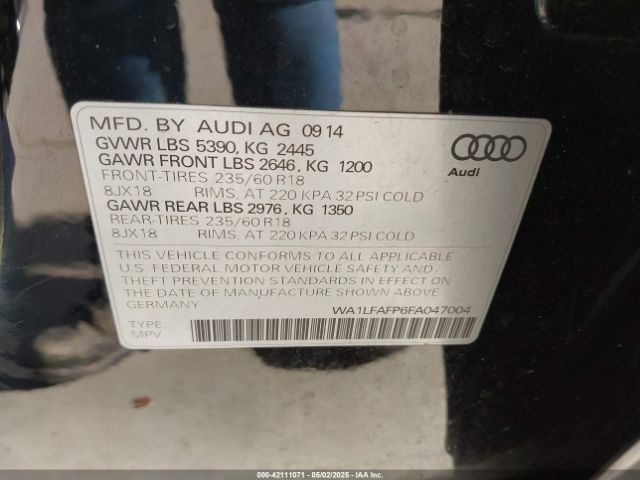 MFD. BY AUDI AG 09 14
GVWR LBS 5390, KG 2445
GAWR FRONT LBS 2646, KG 1200
FRONT-TIRES 235/60 R18
8JX18 RIMS, AT 220 KPA 32 PSI COLD
GAWR REAR LBS 2976, KG 1350
REAR-TIRES 235/60 R18
8JX18 RIMS, AT 220 KPA 32 PSI COLD
Audi
THIS VEHICLE CONFORMS TO ALL APPLICABLE
U.S. FEDERAL MOTOR VEHICLE SAFETY AND
THEFT PREVENTION STANDARDS IN EFFECT ON
THE DATE OF MANUFACTURE SHOWN ABOVE.
GERMANY
WA1LFAFP6FA047004
TYPE:
MPV
000-42111071 - 05/02/2025 - IAA Inc.